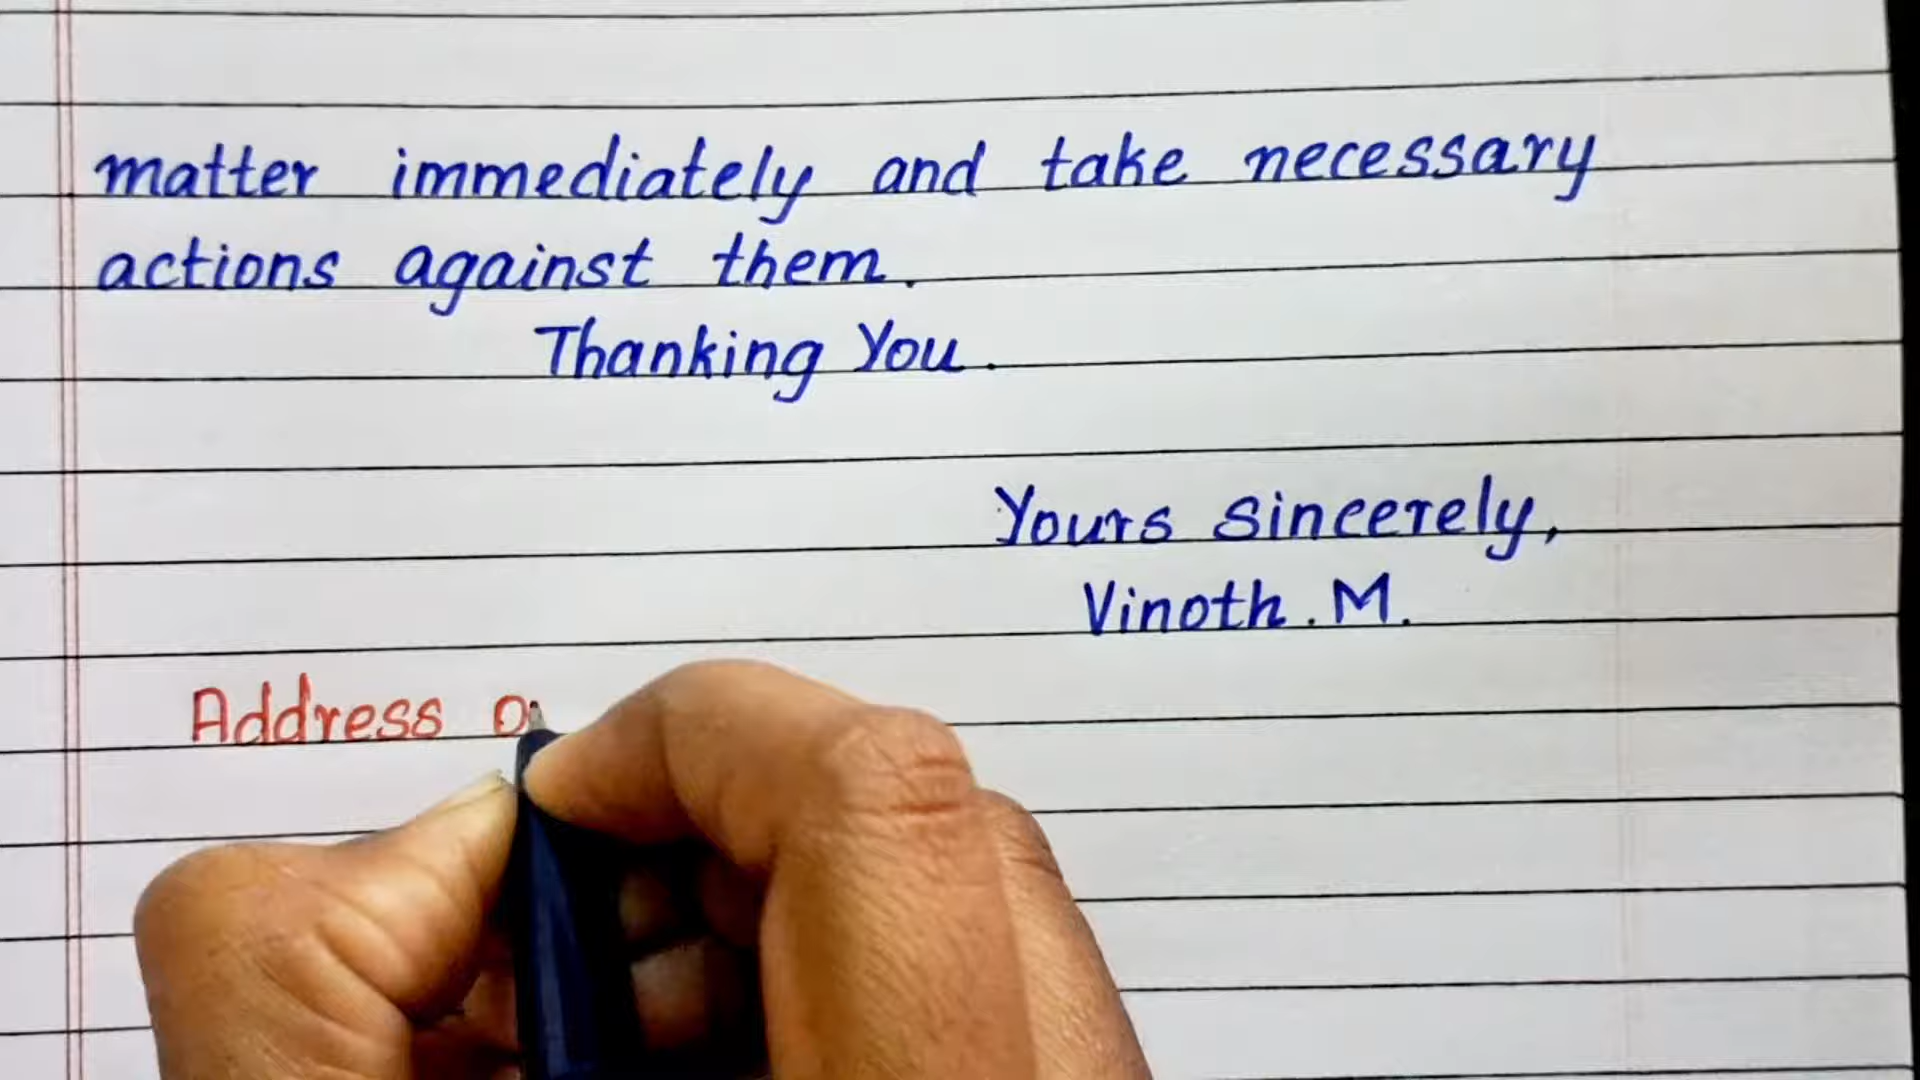 matter immediately and take necessary
actions against them.
Thanking You.
Yours sincerely,
Vinoth. M.
Address